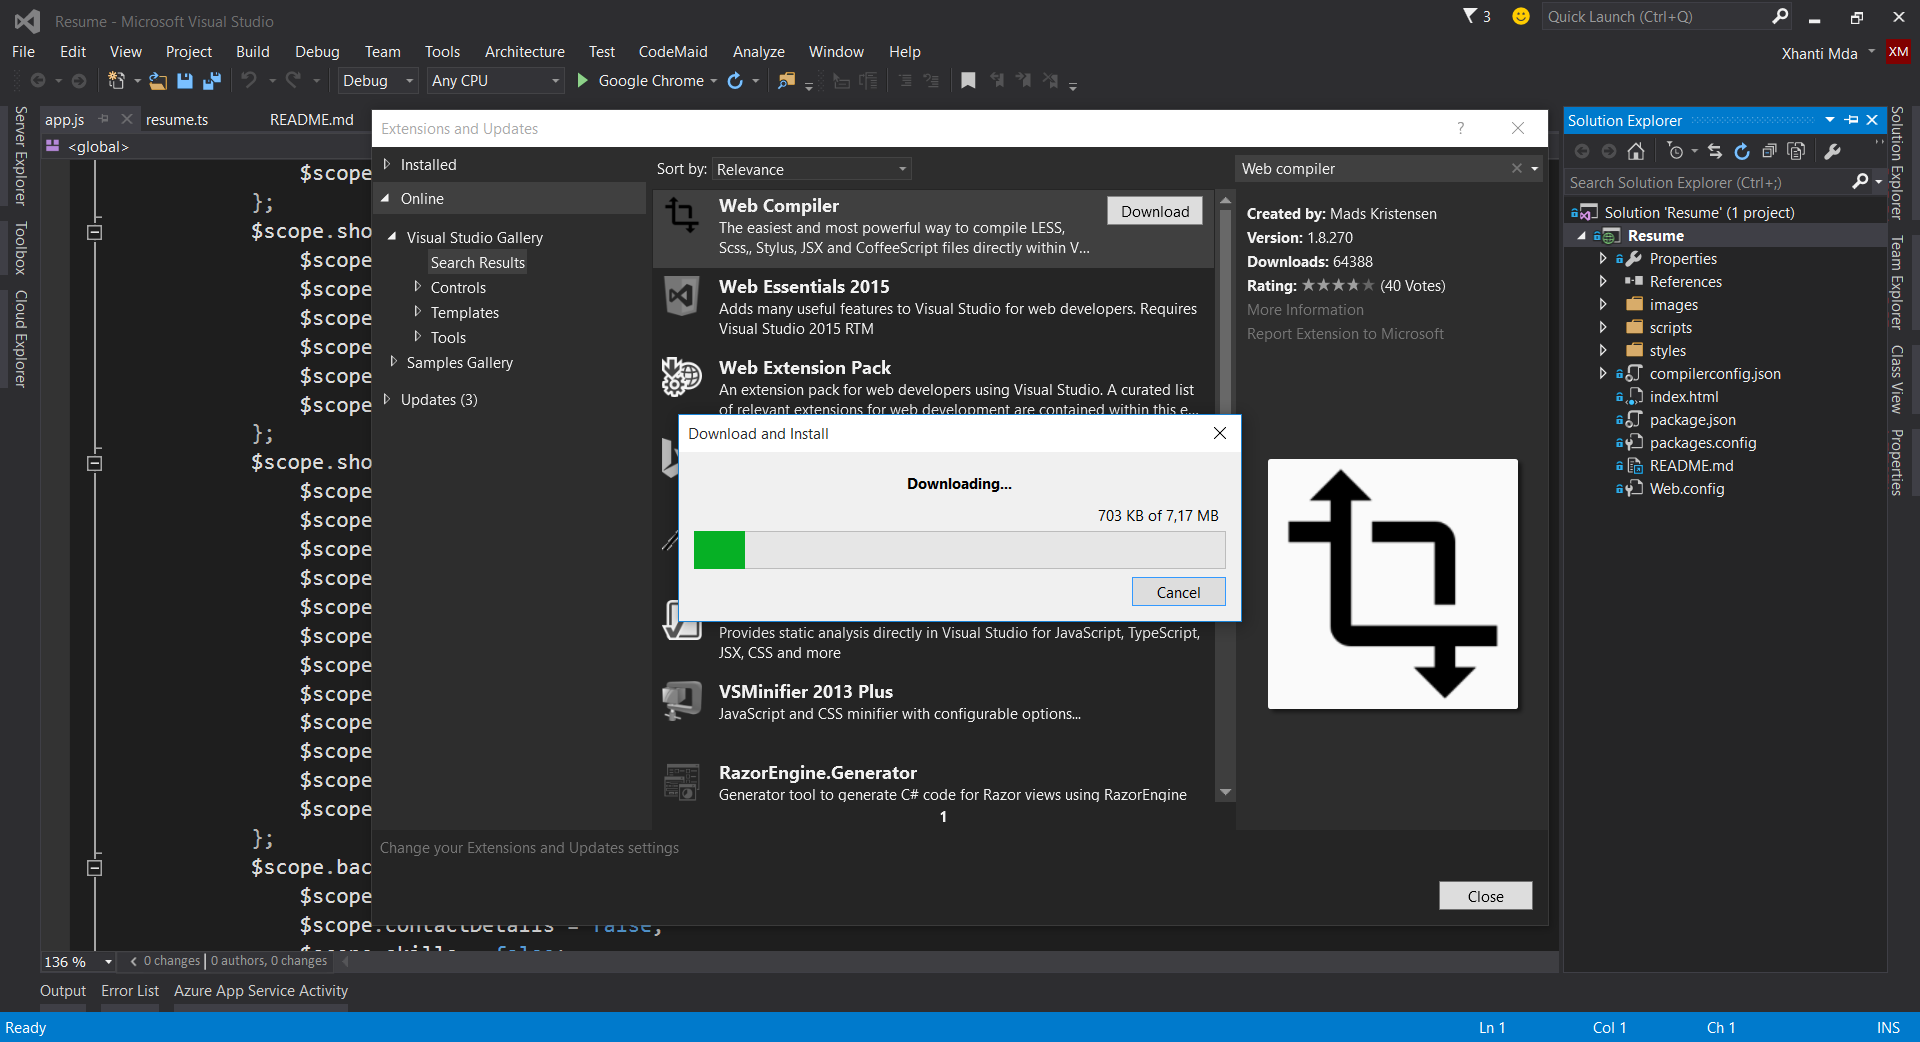 Resume - Microsoft Visual Studio
3
Quick Launch (Ctrl+Q)
File Edit View Project Build Debug Team Tools Architecture Test CodeMaid Analyze Window Help
Xhanti Mda
XM
Debug Any CPU Google Chrome
Server Explorer
Toolbox
Cloud Explorer
app.js resume.ts README.md
<global>
$scope
};
$scope.sho
$scope
$scope
$scope
$scope
$scope
$scope
};
$scope.sho
$scope
$scope
$scope
$scope
$scope
$scope
$scope
$scope
$scope
$scope
$scope
$scope
};
$scope.bac
$scope
$scope.contactDetails = false;
$scope.skills = false;
136 %
0 changes | 0 authors, 0 changes
Extensions and Updates
?
Installed
Online
Visual Studio Gallery
Search Results
Controls
Templates
Tools
Samples Gallery
Updates (3)
Sort by: Relevance
Web Compiler
Download
The easiest and most powerful way to compile LESS,
Scss,, Stylus, JSX and CoffeeScript files directly within V...
Web Essentials 2015
Adds many useful features to Visual Studio for web developers. Requires
Visual Studio 2015 RTM
Web Extension Pack
An extension pack for web developers using Visual Studio. A curated list
of relevant extensions for web development are contained within this e...
Download and Install
Downloading...
703 KB of 7,17 MB
Cancel
Provides static analysis directly in Visual Studio for JavaScript, TypeScript,
JSX, CSS and more
VSMinifier 2013 Plus
JavaScript and CSS minifier with configurable options...
RazorEngine.Generator
Generator tool to generate C# code for Razor views using RazorEngine
1
Web compiler
Created by: Mads Kristensen
Version: 1.8.270
Downloads: 64388
Rating: ★★★★★ (40 Votes)
More Information
Report Extension to Microsoft
Change your Extensions and Updates settings
Close
Solution Explorer
Search Solution Explorer (Ctrl+;)
Solution 'Resume' (1 project)
Resume
Properties
References
images
scripts
styles
compilerconfig.json
index.html
package.json
packages.config
README.md
Web.config
Solution Explorer
Team Explorer
Class View
Properties
Output Error List Azure App Service Activity
Ready
Ln 1 Col 1 Ch 1 INS